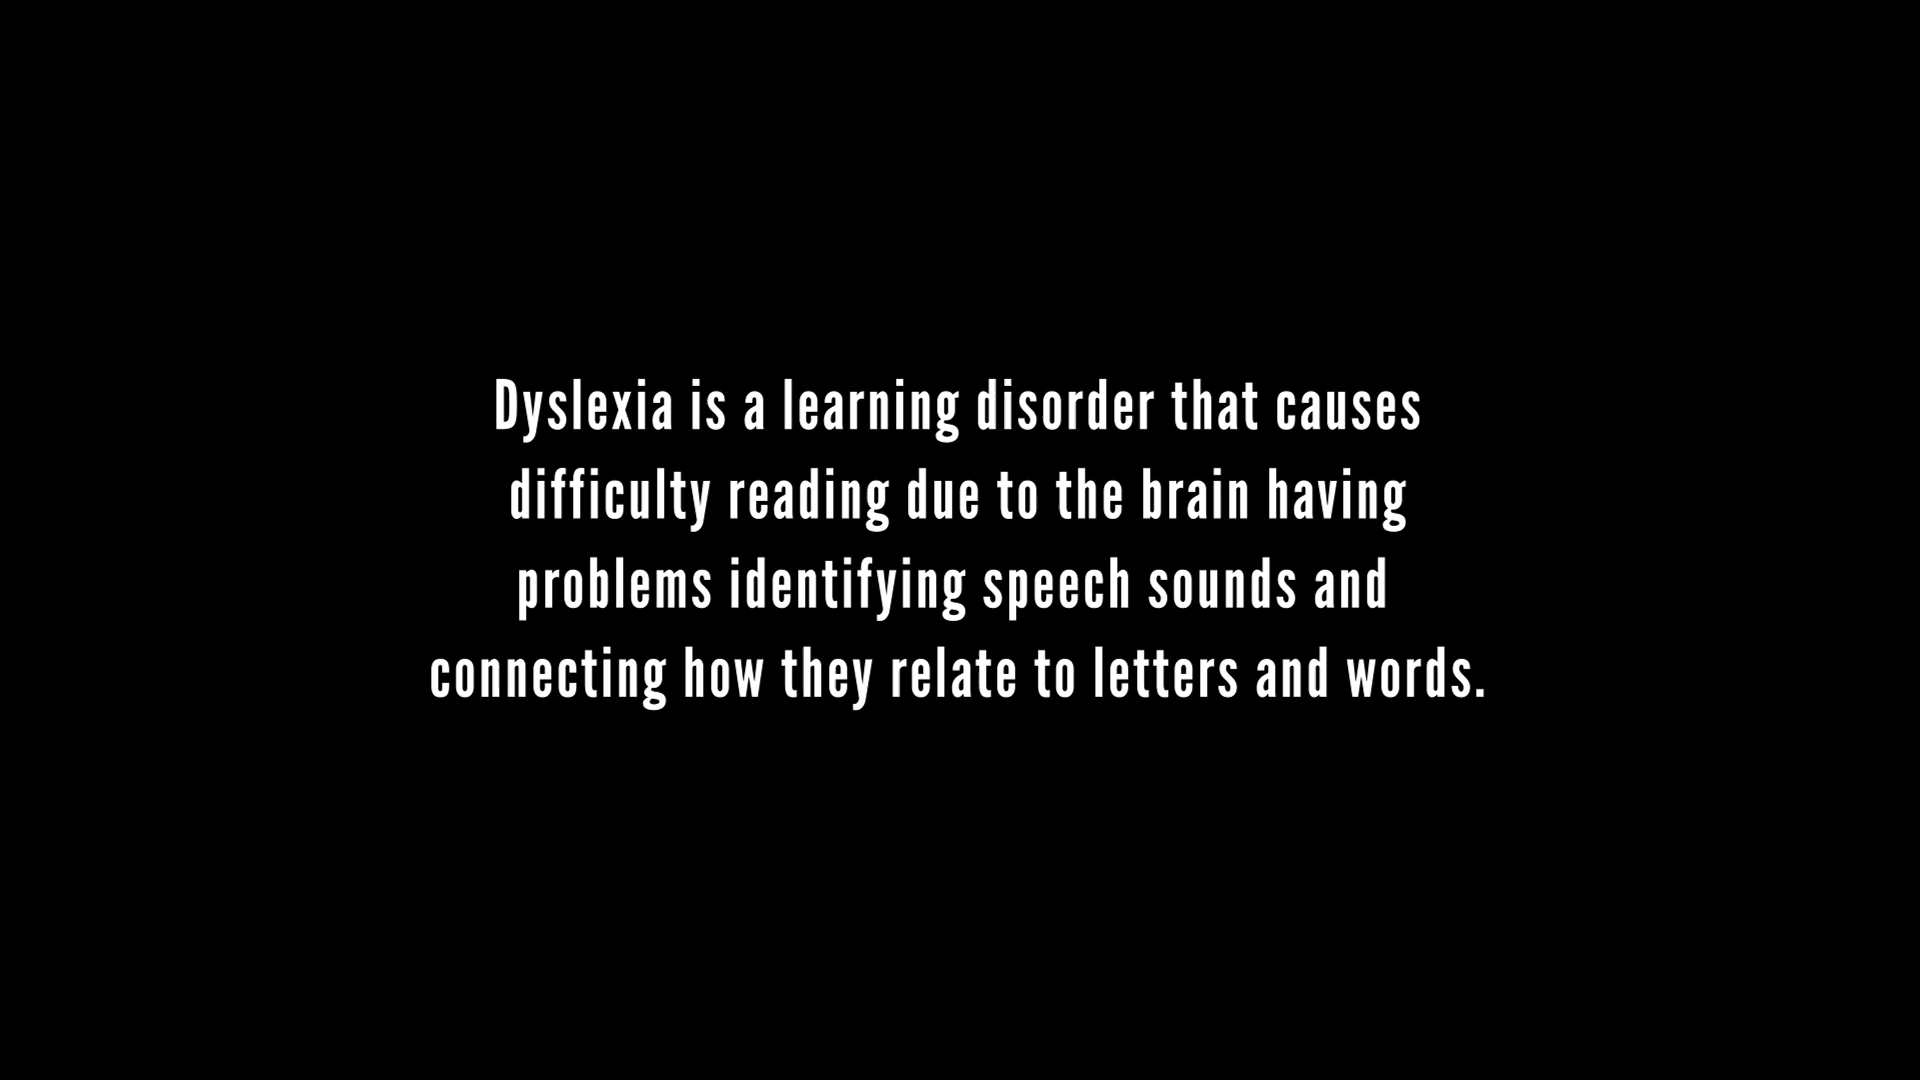 Dyslexia is a learning disorder that causes
difficulty reading due to the brain having
problems identifying speech sounds and
connecting how they relate to letters and words.